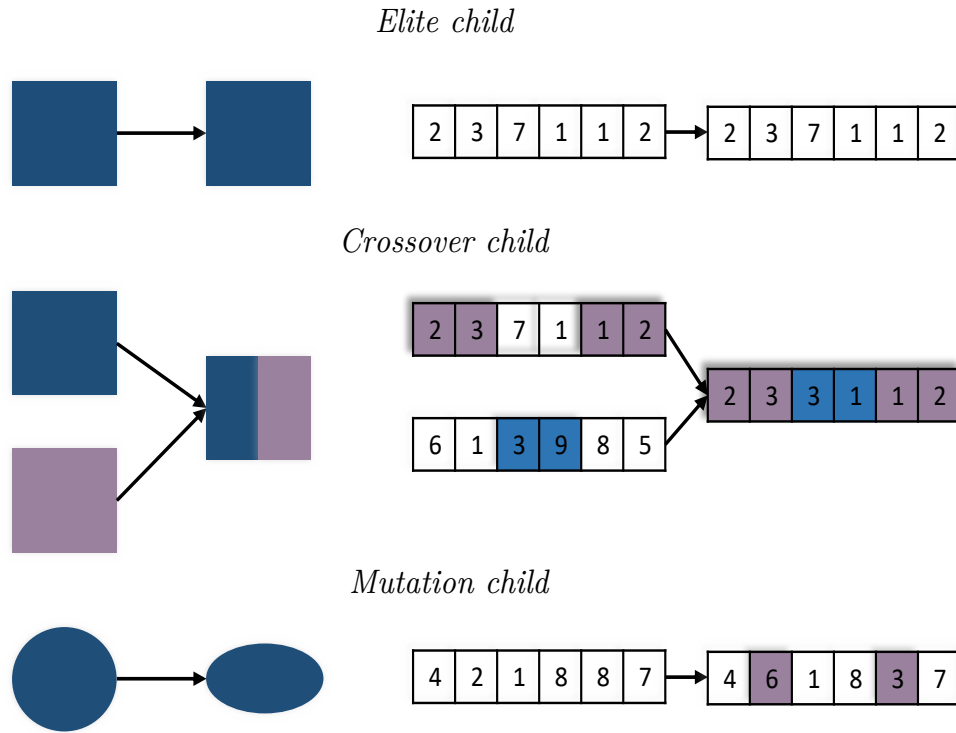 Elite child
2 3 7 1 1 2 2 3 7 1 1 2
Crossover child
2 3 7 1 1 2
2 3 3 1 1 2
6 1 3 9 8 5
Mutation child
4 2 1 8 8 7 4 6 1 8 3 7